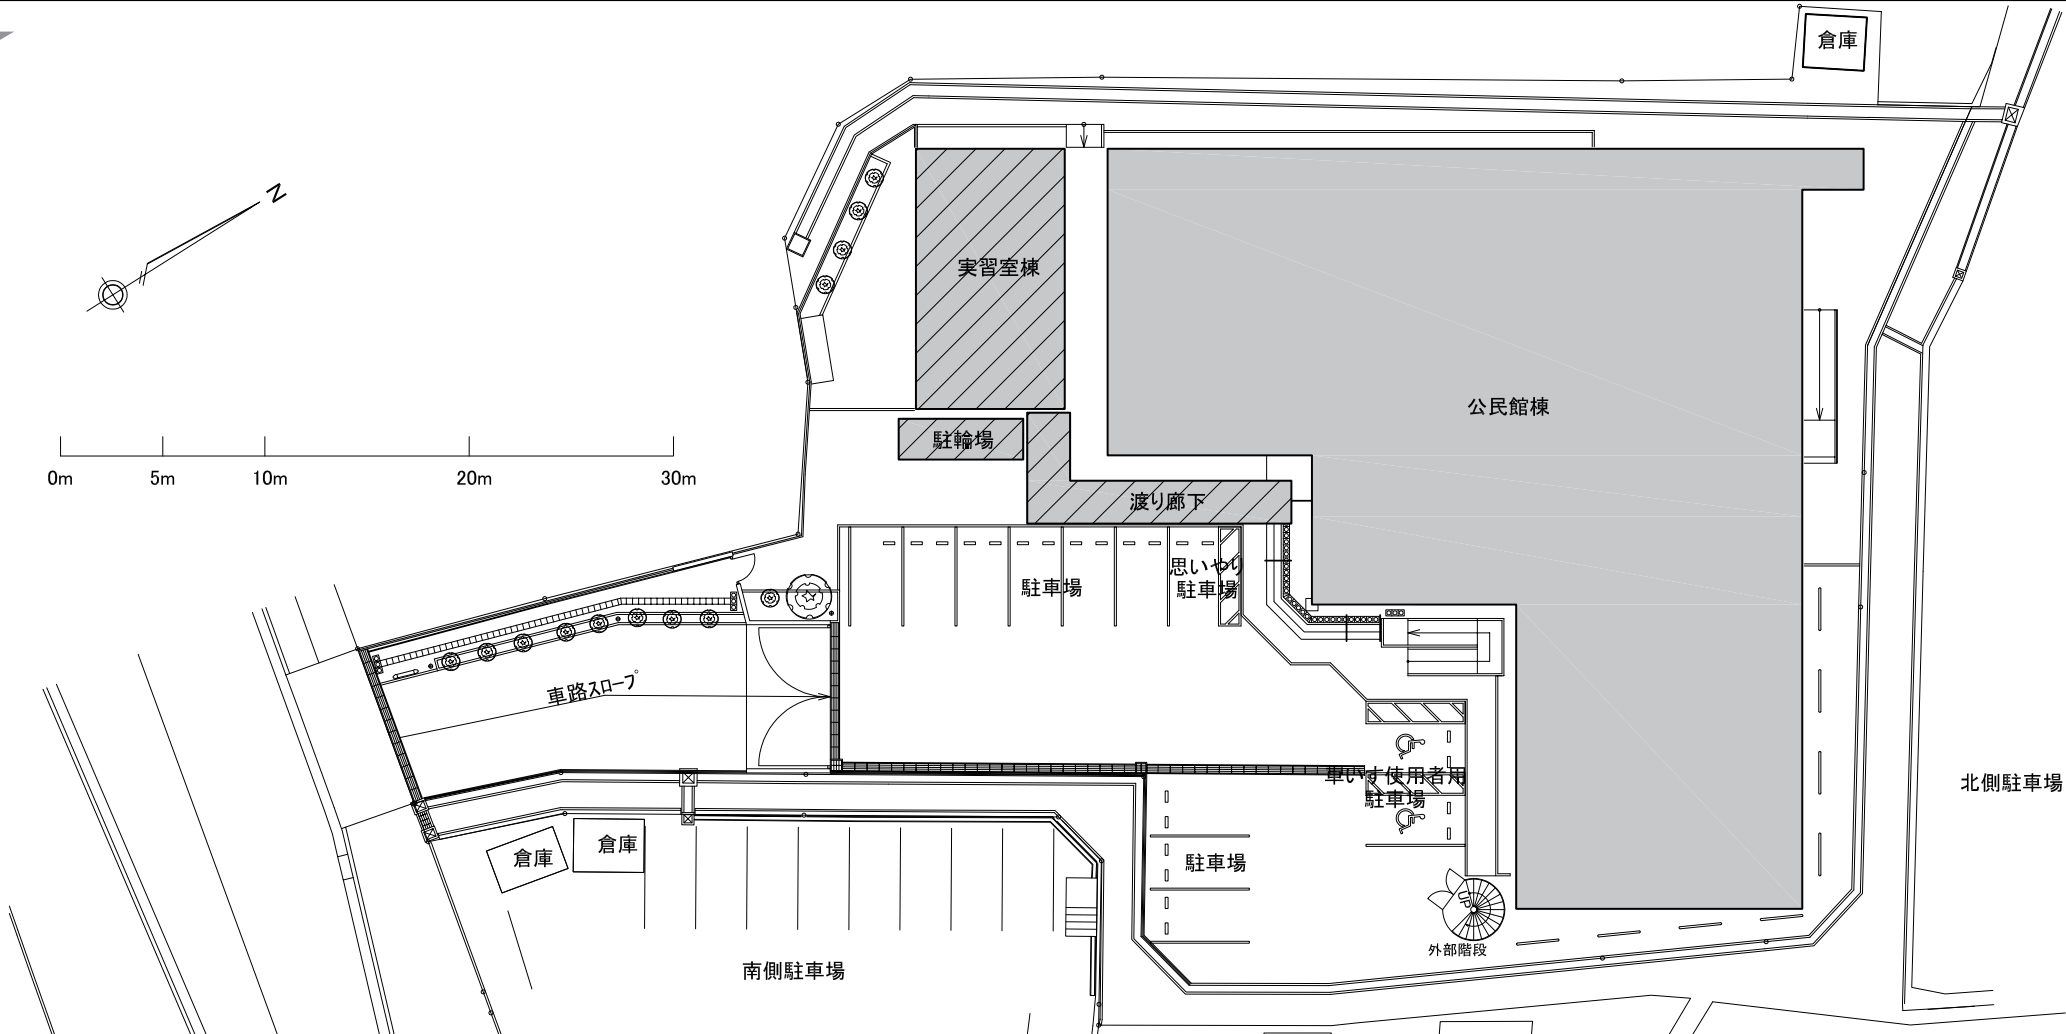 倉庫
N
実習室棟
公民館棟
駐輪場
0m
5m
10m
20m
30m
渡り廊下
思いやり
駐車場
駐車場
車路スロープ
車いす使用者用
駐車場
北側駐車場
倉庫
倉庫
駐車場
UP
外部階段
南側駐車場